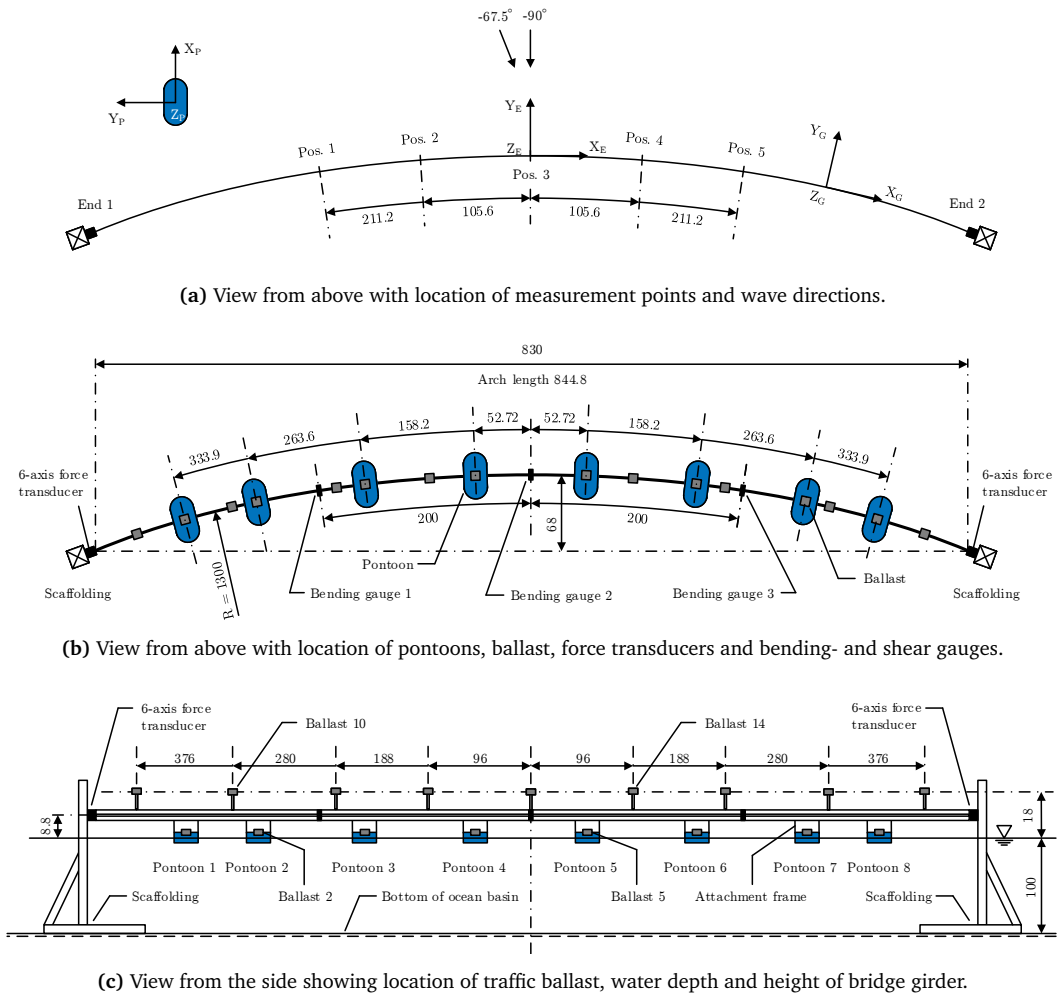 -67.5° -90°
X_P
Y_P Z_P
Y_E
Z_E X_E
Pos. 1 Pos. 2 Pos. 3 Pos. 4 Pos. 5
Y_G
Z_G X_G
End 1 End 2
211.2 105.6 105.6 211.2
(a) View from above with location of measurement points and wave directions.
830
Arch length 844.8
333.9 263.6 158.2 52.72 52.72 158.2 263.6 333.9
6-axis force
transducer
6-axis force
transducer
200 200
68
R = 1300
Pontoon Ballast
Scaffolding Bending gauge 1 Bending gauge 2 Bending gauge 3 Scaffolding
(b) View from above with location of pontoons, ballast, force transducers and bending- and shear gauges.
6-axis force
transducer
Ballast 10 Ballast 14
6-axis force
transducer
376 280 188 96 96 188 280 376
8.8 18
Pontoon 1 Pontoon 2 Pontoon 3 Pontoon 4 Pontoon 5 Pontoon 6 Pontoon 7 Pontoon 8
100
Scaffolding Ballast 2 Bottom of ocean basin Ballast 5 Attachment frame Scaffolding
(c) View from the side showing location of traffic ballast, water depth and height of bridge girder.